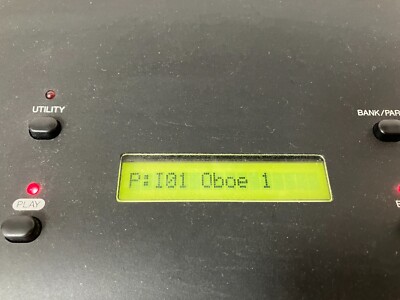 UTILITY
BANK/PAR
P:I01 Oboe 1
PLAY